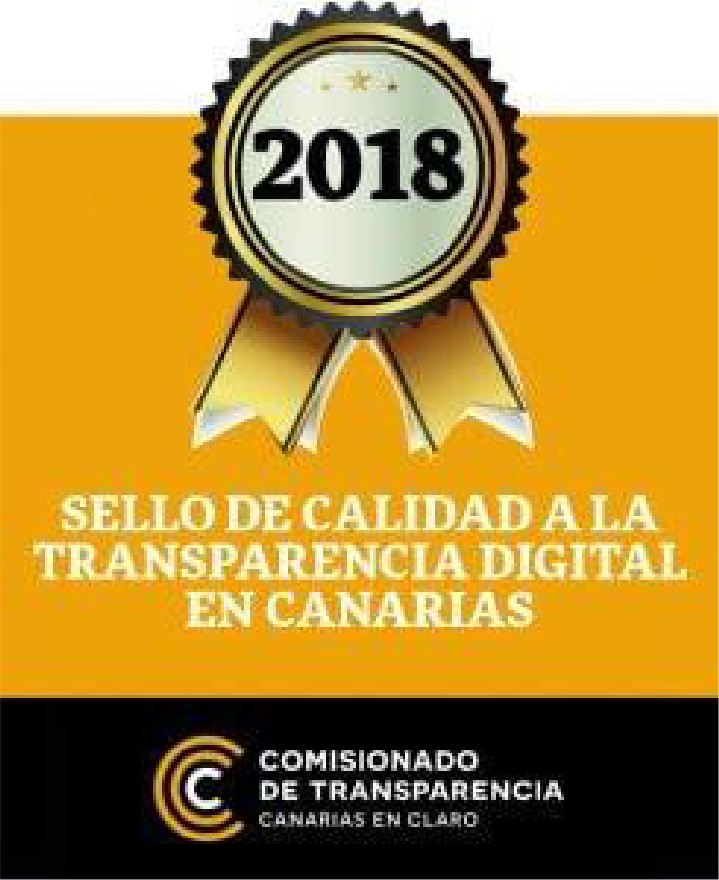 2018
SELLO DE CALIDAD A LA
TRANSPARENCIA DIGITAL
EN CANARIAS
C
COMISIONADO
DE TRANSPARENCIA
CANARIAS EN CLARO